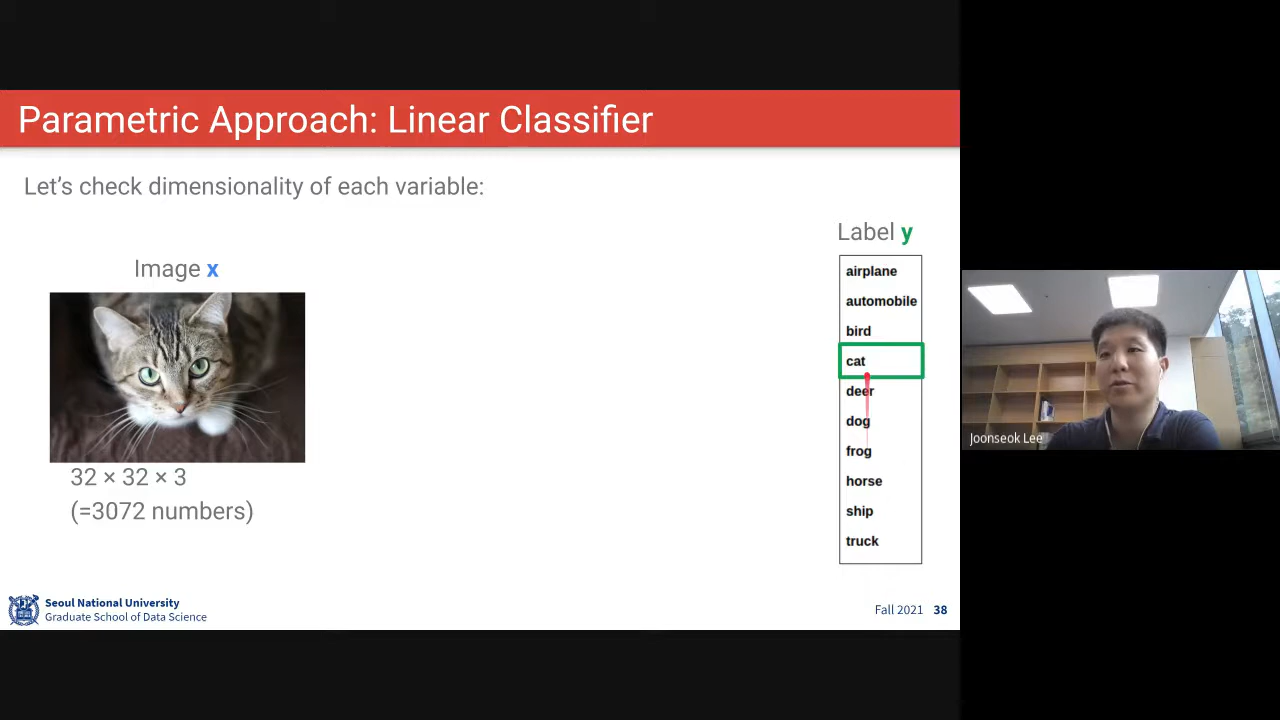 Parametric Approach: Linear Classifier
Let's check dimensionality of each variable:
Label y
Image x
airplane
automobile
bird
cat
deer
dog
frog
horse
ship
truck
32 × 32 × 3
(=3072 numbers)
Joonseok Lee
Seoul National University
Graduate School of Data Science
Fall 2021 38